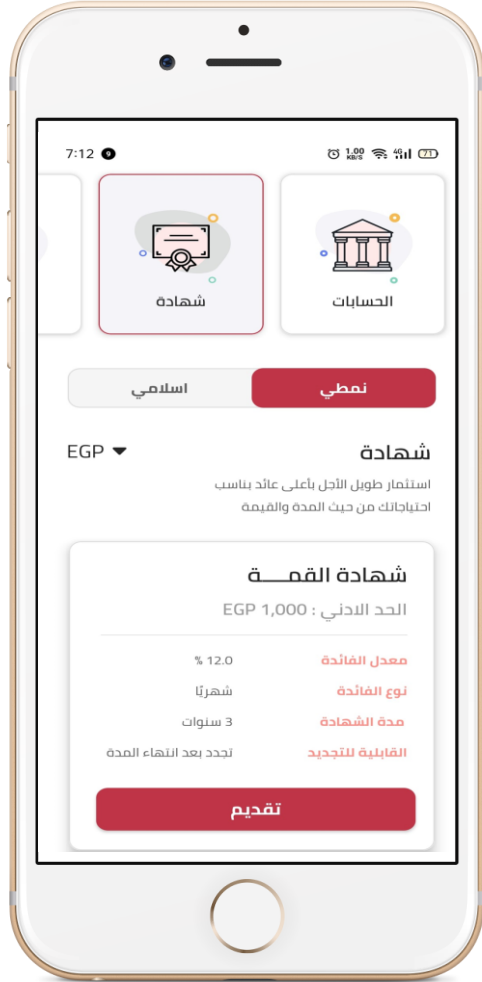 7:12 9
1.00 KB/S 4G 71
الحسابات
شهادة
نمطي
اسلامي
شهادة
EGP
استثمار طويل الأجل بأعلى عائد بناسب
احتياجاتك من حيث المدة والقيمة
شهادة القمـــة
الحد الادني : EGP 1,000
معدل الفائدة 12.0 %
نوع الفائدة شهريًا
مدة الشهادة 3 سنوات
القابلية للتجديد تجدد بعد انتهاء المدة
تقديم